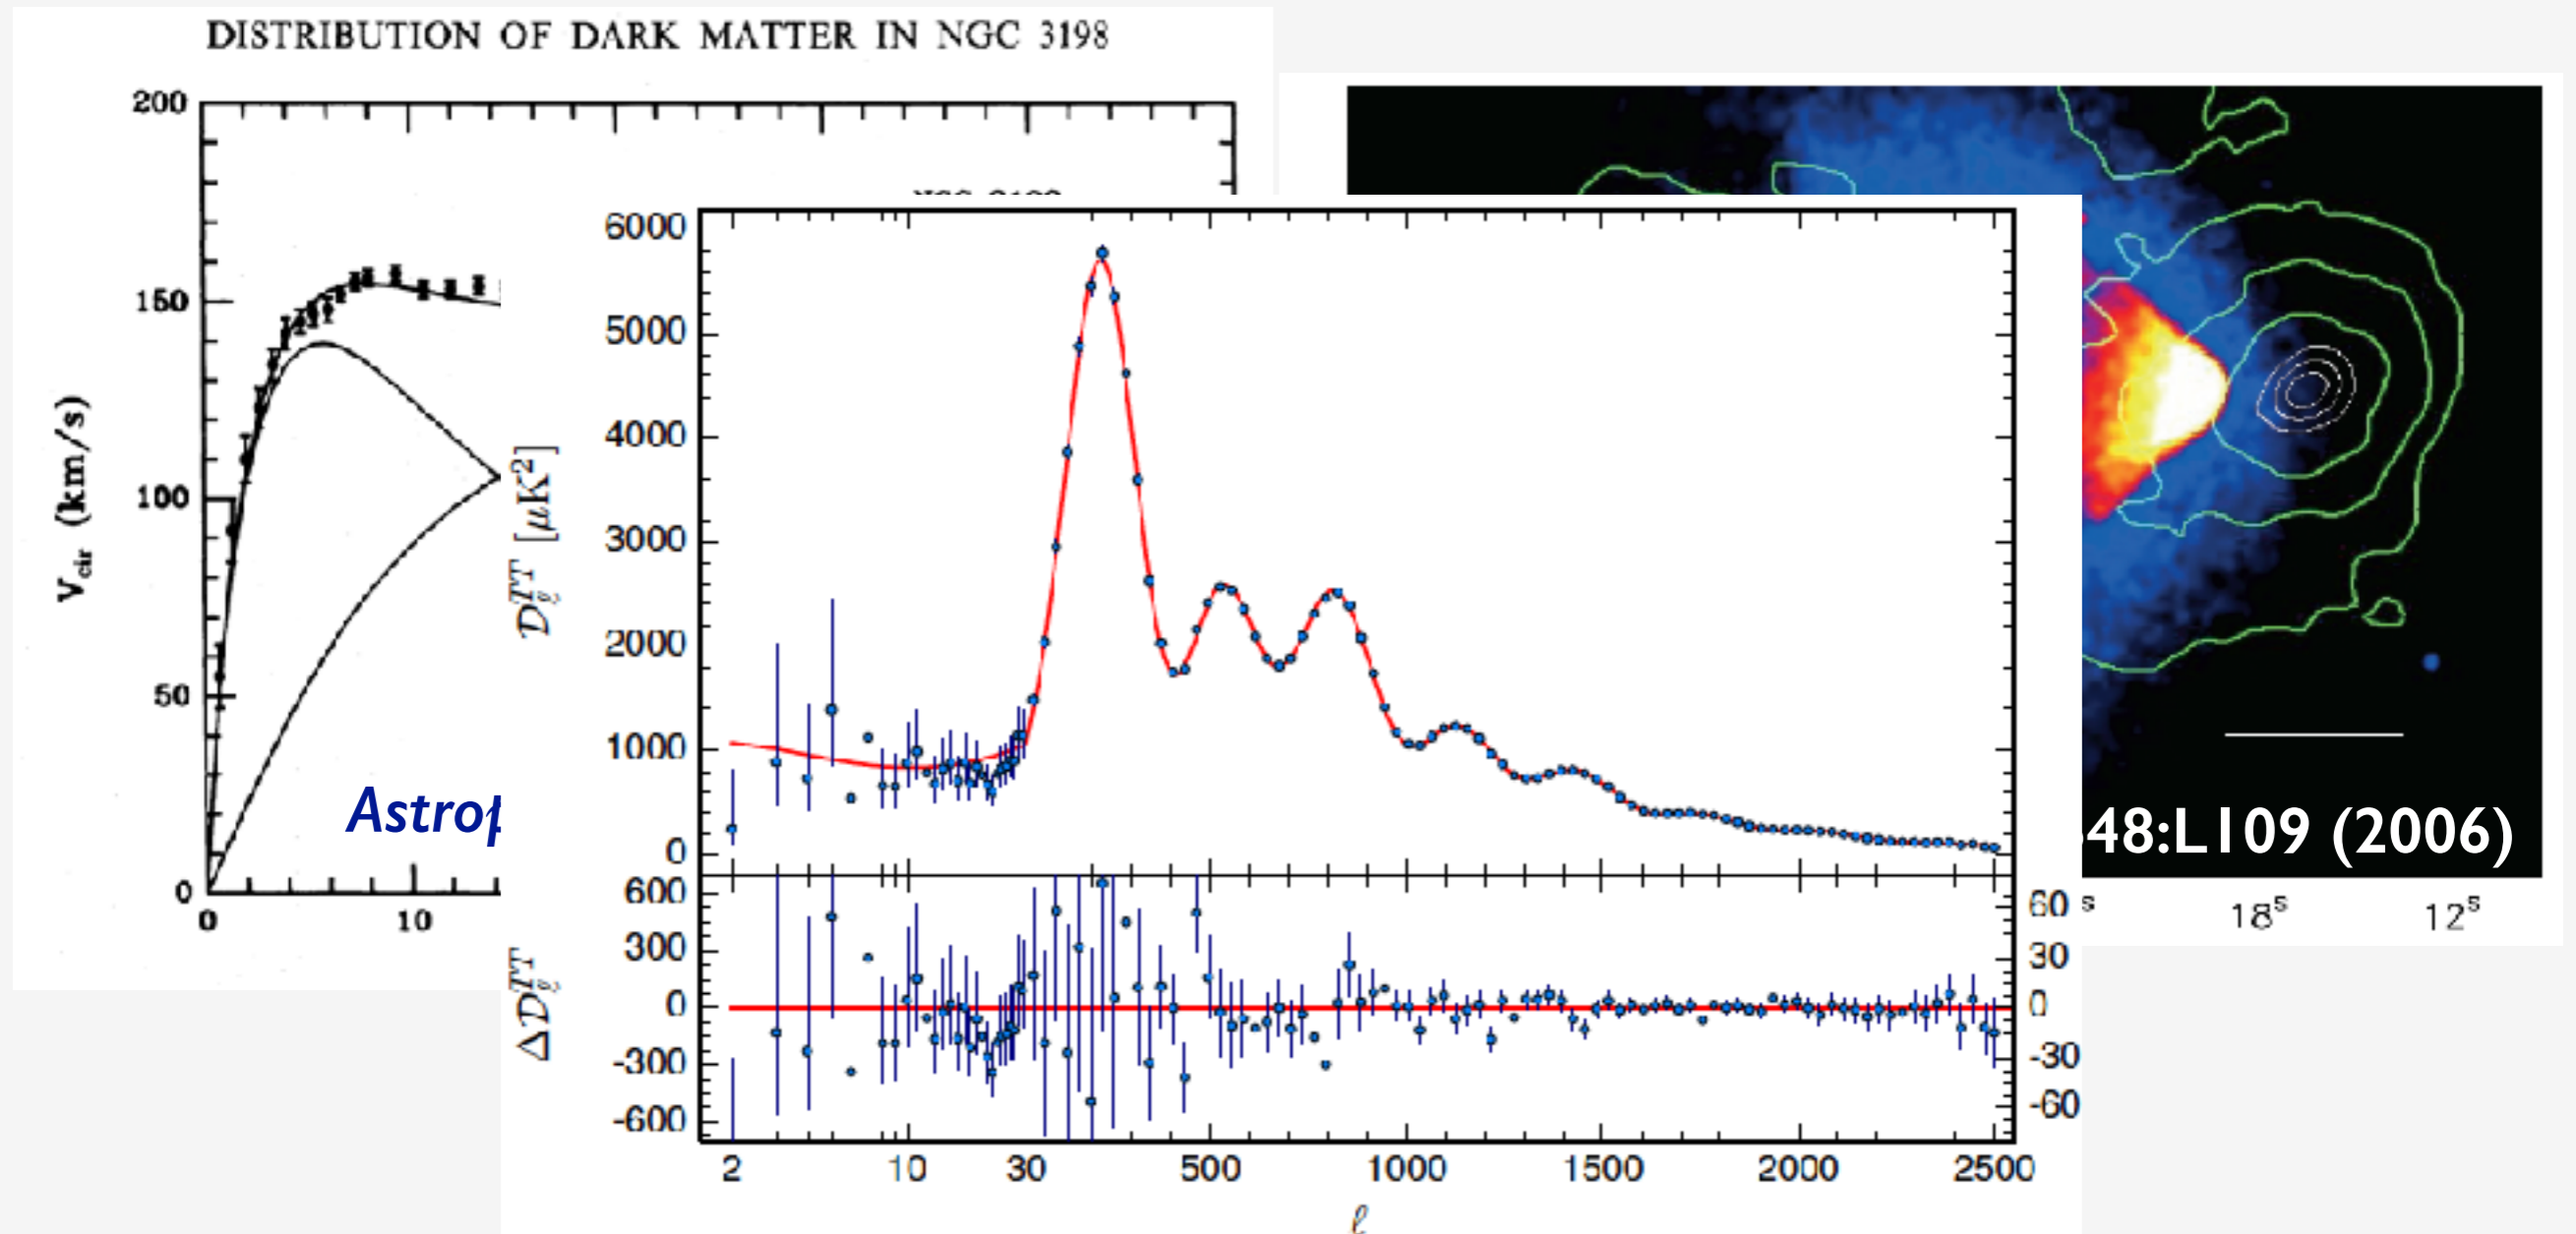 DISTRIBUTION OF DARK MATTER IN NGC 3198
200
150
100
50
0
V_cir (km/s)
0 10
Astrop
6000
5000
4000
3000
2000
1000
0
D_ℓ^TT [μK²]
600
300
0
-300
-600
ΔD_ℓ^TT
60
30
0
-30
-60
2 10 30 500 1000 1500 2000 2500
ℓ
48:L109 (2006)
s 18s 12s